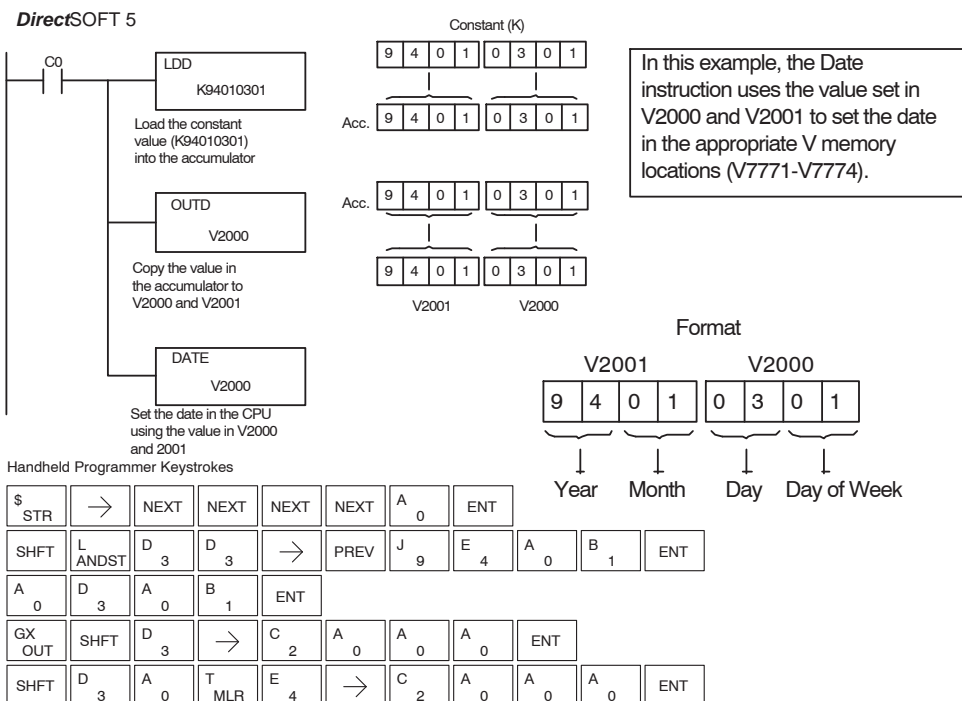 DirectSOFT 5
C0
LDD
K94010301
Load the constant
value (K94010301)
into the accumulator
OUTD
V2000
Copy the value in
the accumulator to
V2000 and V2001
DATE
V2000
Set the date in the CPU
using the value in V2000
and 2001
Constant (K)
9 4 0 1 0 3 0 1
Acc. 9 4 0 1 0 3 0 1
Acc. 9 4 0 1 0 3 0 1
9 4 0 1 0 3 0 1
V2001 V2000
In this example, the Date
instruction uses the value set in
V2000 and V2001 to set the date
in the appropriate V memory
locations (V7771-V7774).
Format
V2001 V2000
9 4 0 1 0 3 0 1
Year Month Day Day of Week
Handheld Programmer Keystrokes
$ STR → NEXT NEXT NEXT NEXT A 0 ENT
SHFT L ANDST D 3 D 3 → PREV J 9 E 4 A 0 B 1 ENT
A 0 D 3 A 0 B 1 ENT
GX OUT SHFT D 3 → C 2 A 0 A 0 A 0 ENT
SHFT D 3 A 0 T MLR E 4 → C 2 A 0 A 0 A 0 ENT